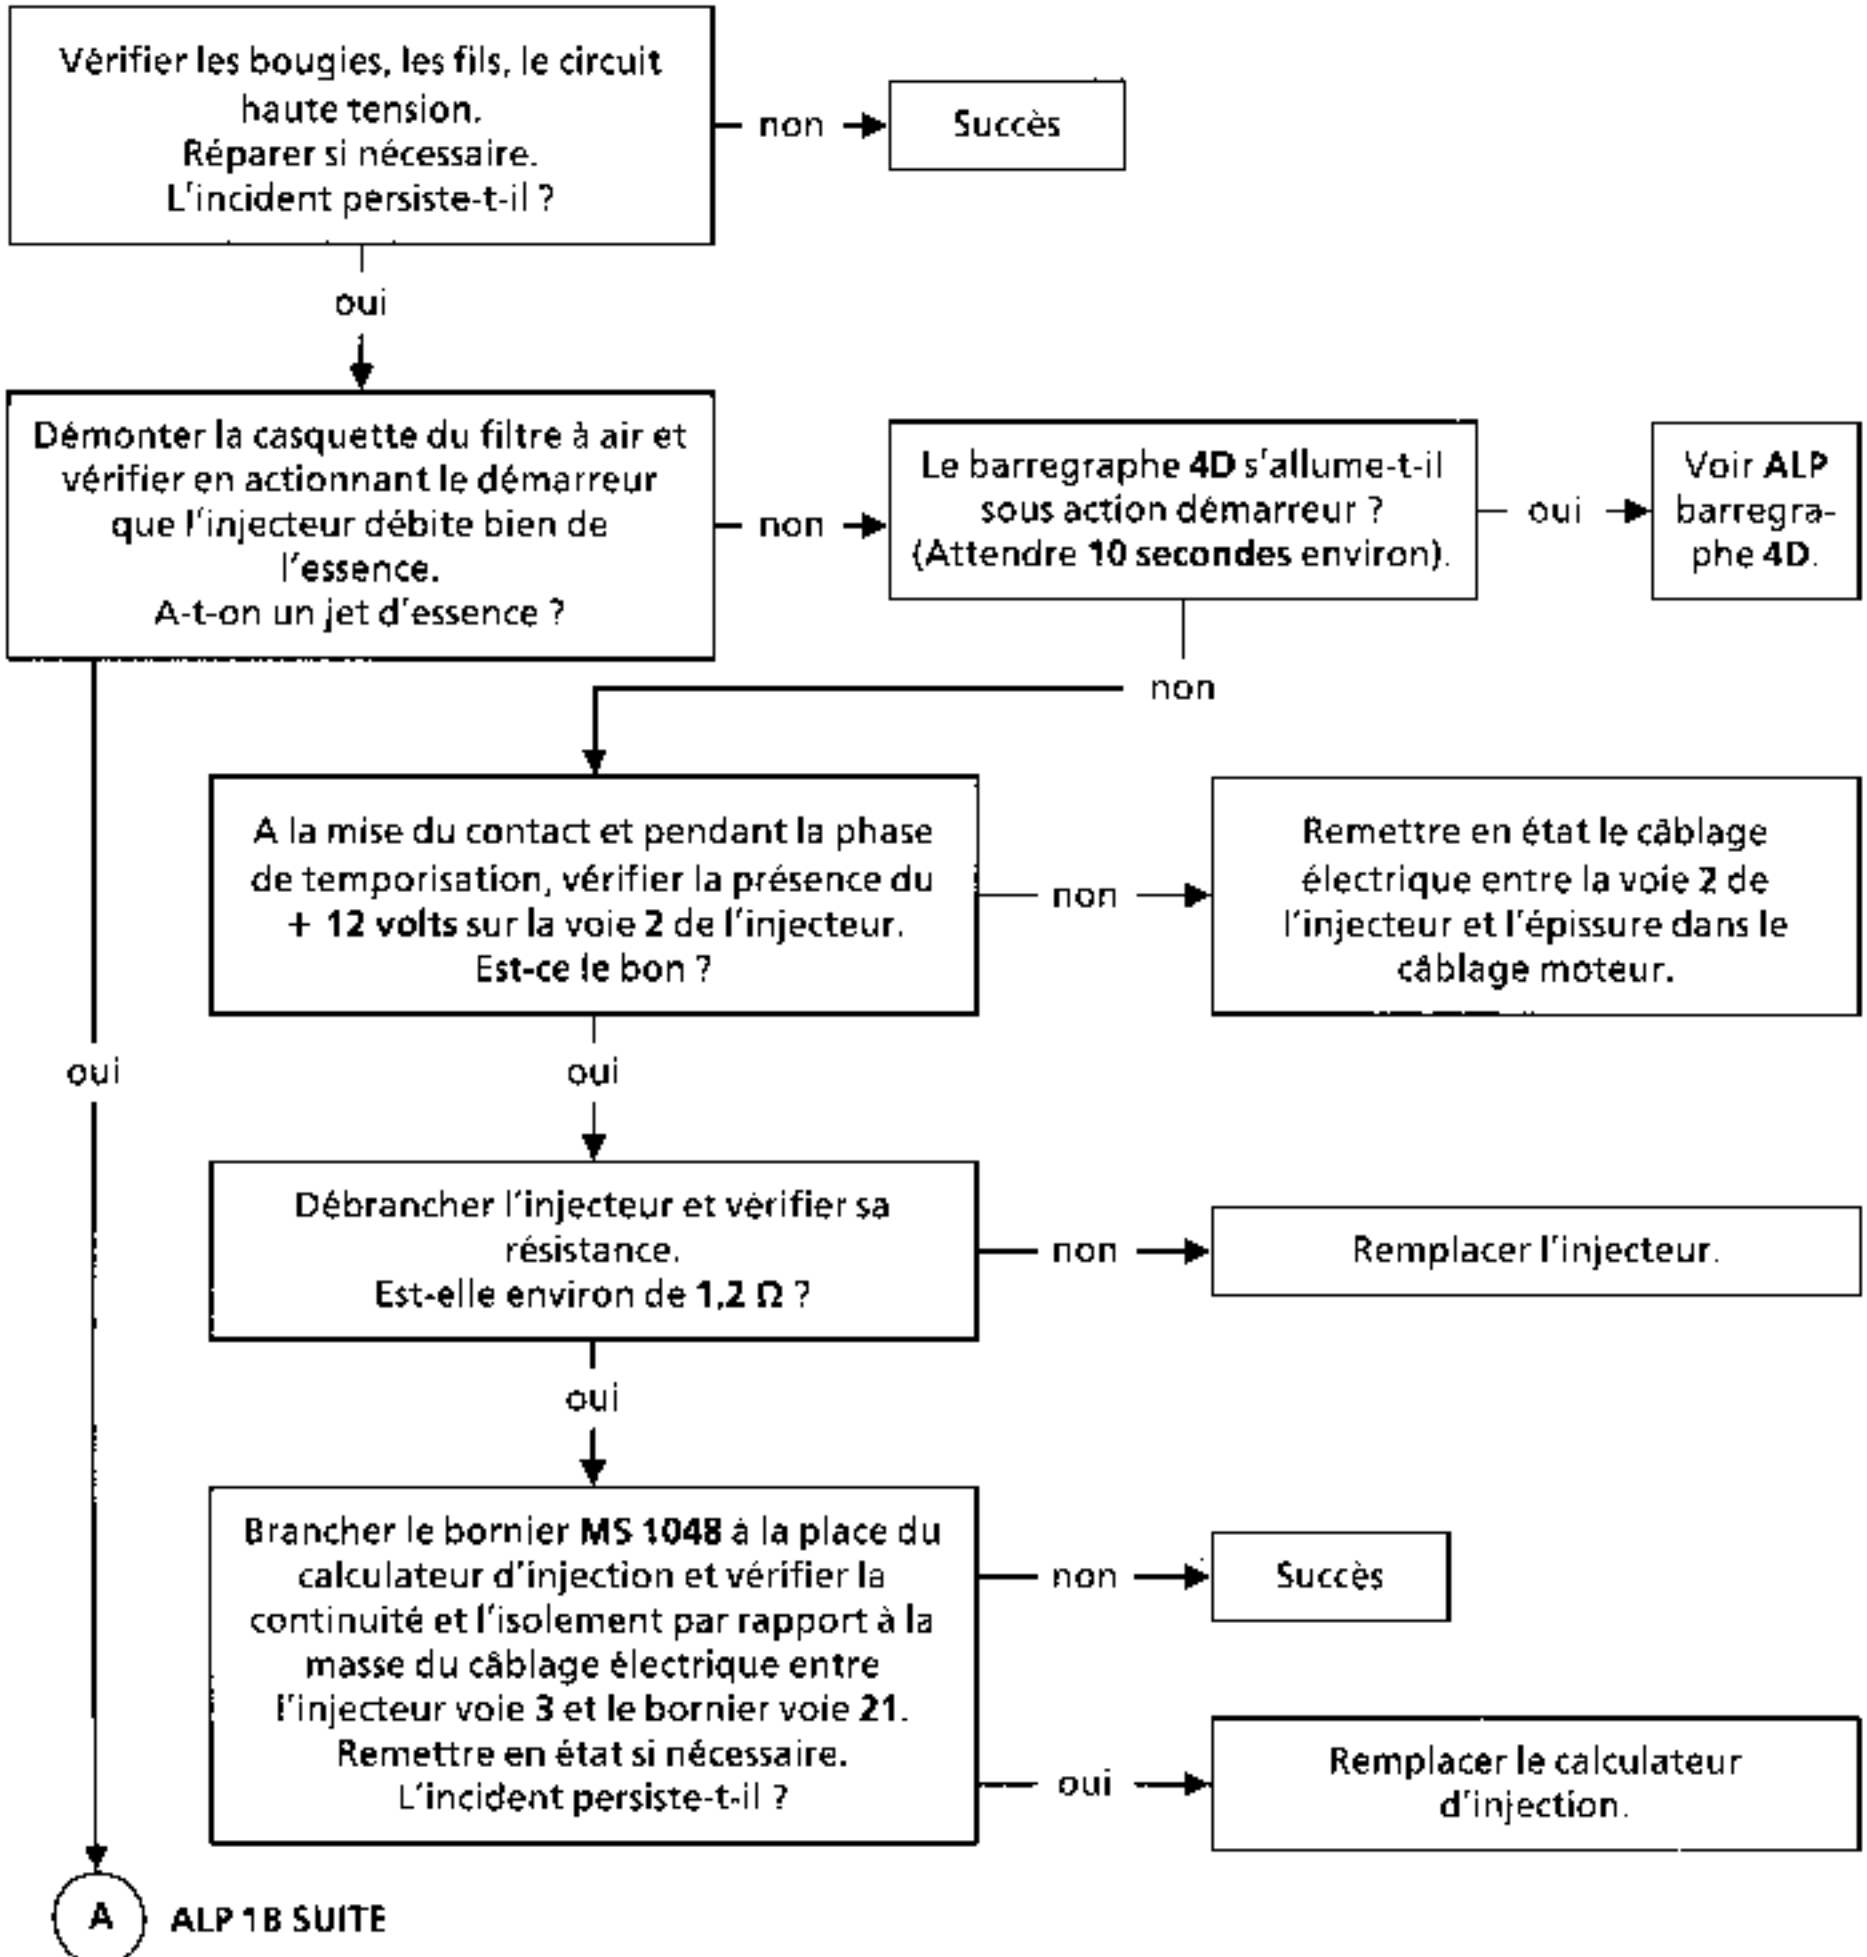 Vérifier les bougies, les fils, le circuit
haute tension.
Réparer si nécessaire.
L'incident persiste-t-il ?
non
Succès
oui
Démonter la casquette du filtre à air et
vérifier en actionnant le démarreur
que l'injecteur débite bien de
l'essence.
A-t-on un jet d'essence ?
non
Le barregraphe 4D s'allume-t-il
sous action démarreur ?
(Attendre 10 secondes environ).
oui
Voir ALP
barregra-
phe 4D.
non
A la mise du contact et pendant la phase
de temporisation, vérifier la présence du
+ 12 volts sur la voie 2 de l'injecteur.
Est-ce le bon ?
non
Remettre en état le câblage
électrique entre la voie 2 de
l'injecteur et l'épissure dans le
câblage moteur.
oui
oui
Débrancher l'injecteur et vérifier sa
résistance.
Est-elle environ de 1,2 Ω ?
non
Remplacer l'injecteur.
oui
Brancher le bornier MS 1048 à la place du
calculateur d'injection et vérifier la
continuité et l'isolement par rapport à la
masse du câblage électrique entre
l'injecteur voie 3 et le bornier voie 21.
Remettre en état si nécessaire.
L'incident persiste-t-il ?
non
Succès
oui
Remplacer le calculateur
d'injection.
A
ALP 1B SUITE